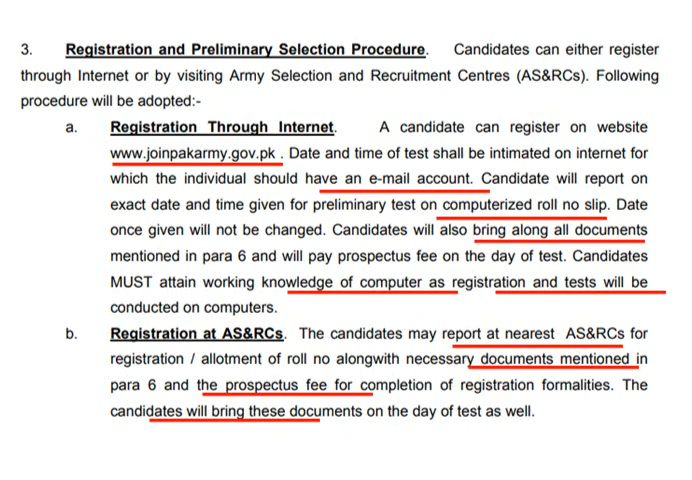 3. Registration and Preliminary Selection Procedure. Candidates can either register
through Internet or by visiting Army Selection and Recruitment Centres (AS&RCs). Following
procedure will be adopted:-
a. Registration Through Internet. A candidate can register on website
www.joinpakarmy.gov.pk . Date and time of test shall be intimated on internet for
which the individual should have an e-mail account. Candidate will report on
exact date and time given for preliminary test on computerized roll no slip. Date
once given will not be changed. Candidates will also bring along all documents
mentioned in para 6 and will pay prospectus fee on the day of test. Candidates
MUST attain working knowledge of computer as registration and tests will be
conducted on computers.
b. Registration at AS&RCs. The candidates may report at nearest AS&RCs for
registration / allotment of roll no alongwith necessary documents mentioned in
para 6 and the prospectus fee for completion of registration formalities. The
candidates will bring these documents on the day of test as well.